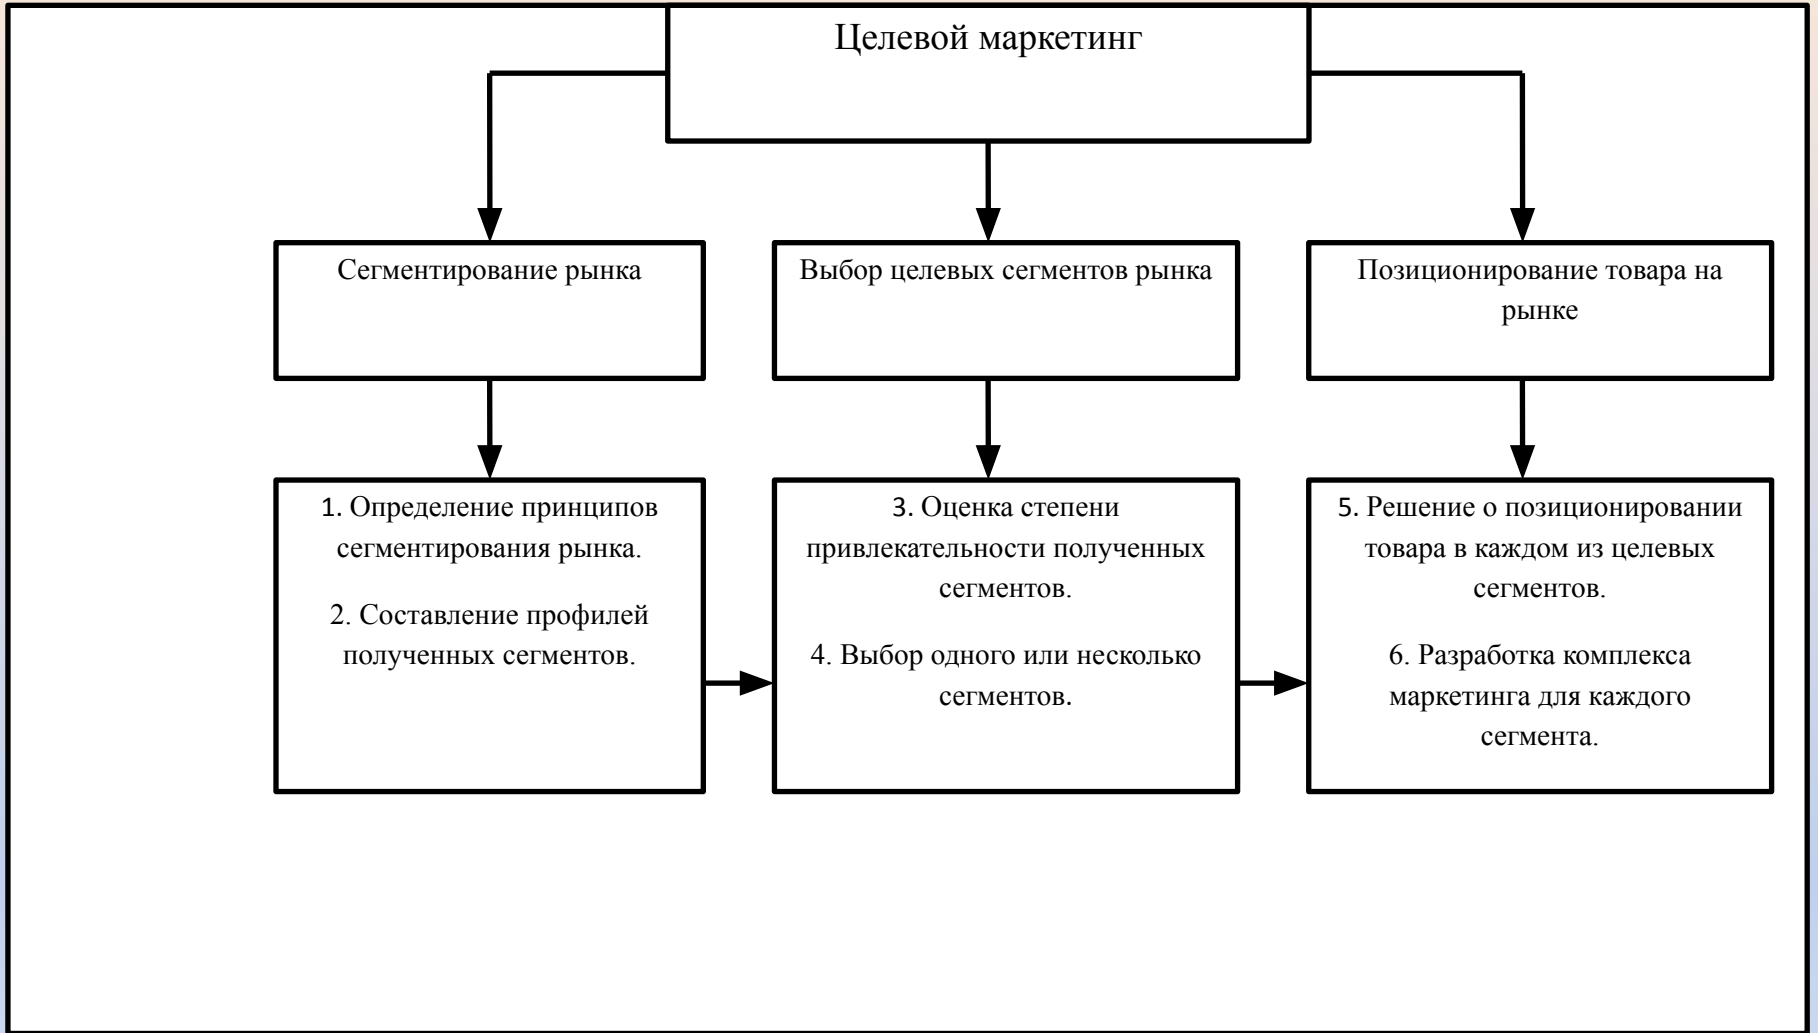 Целевой маркетинг
Сегментирование рынка
Выбор целевых сегментов рынка
Позиционирование товара на
рынке
1. Определение принципов
сегментирования рынка.
2. Составление профилей
полученных сегментов.
3. Оценка степени
привлекательности полученных
сегментов.
4. Выбор одного или несколько
сегментов.
5. Решение о позиционировании
товара в каждом из целевых
сегментов.
6. Разработка комплекса
маркетинга для каждого
сегмента.